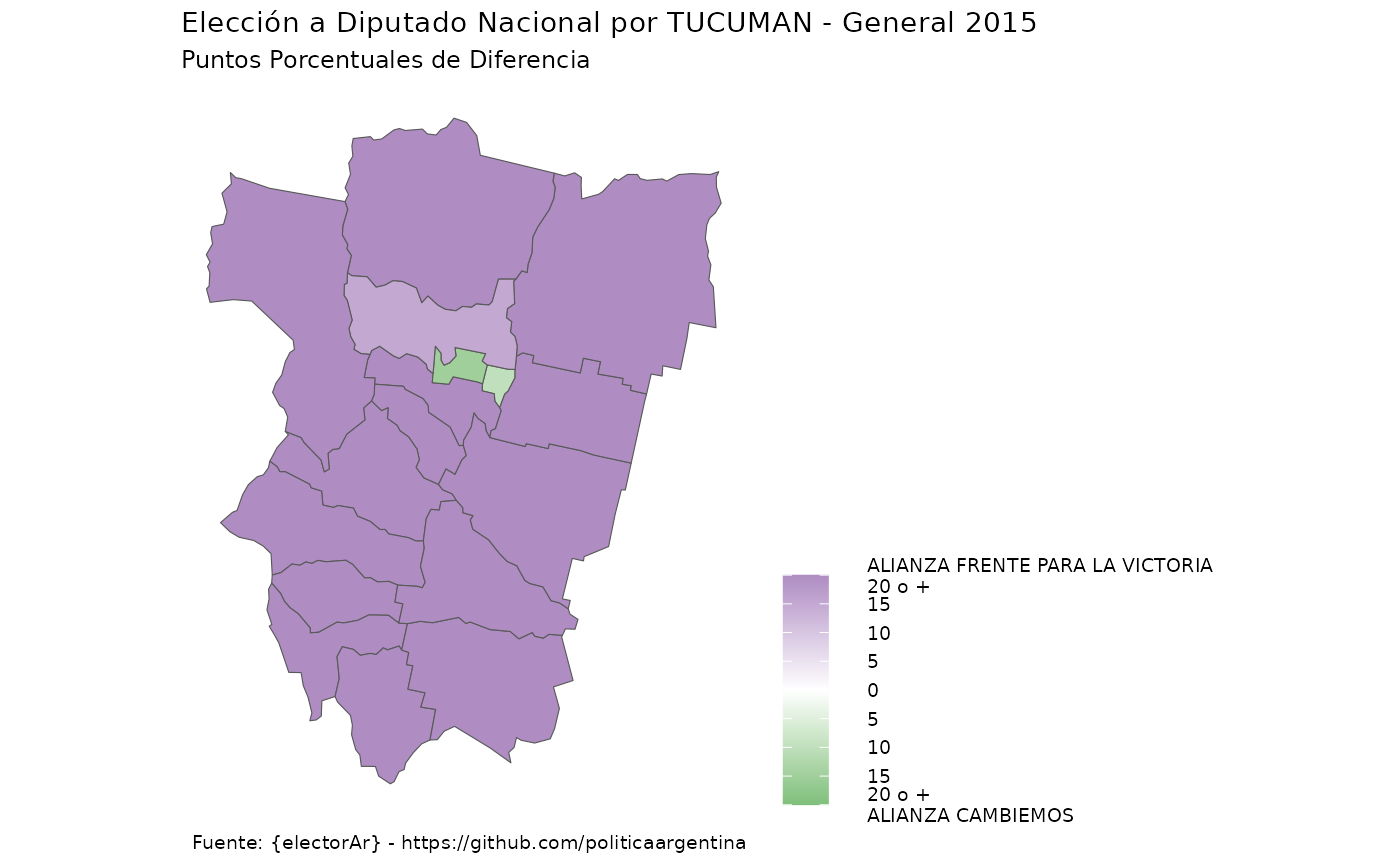 Elección a Diputado Nacional por TUCUMAN - General 2015
Puntos Porcentuales de Diferencia
ALIANZA FRENTE PARA LA VICTORIA
20 o +
15
10
5
0
5
10
15
20 o +
ALIANZA CAMBIEMOS
Fuente: {electorAr} - https://github.com/politicaargentina